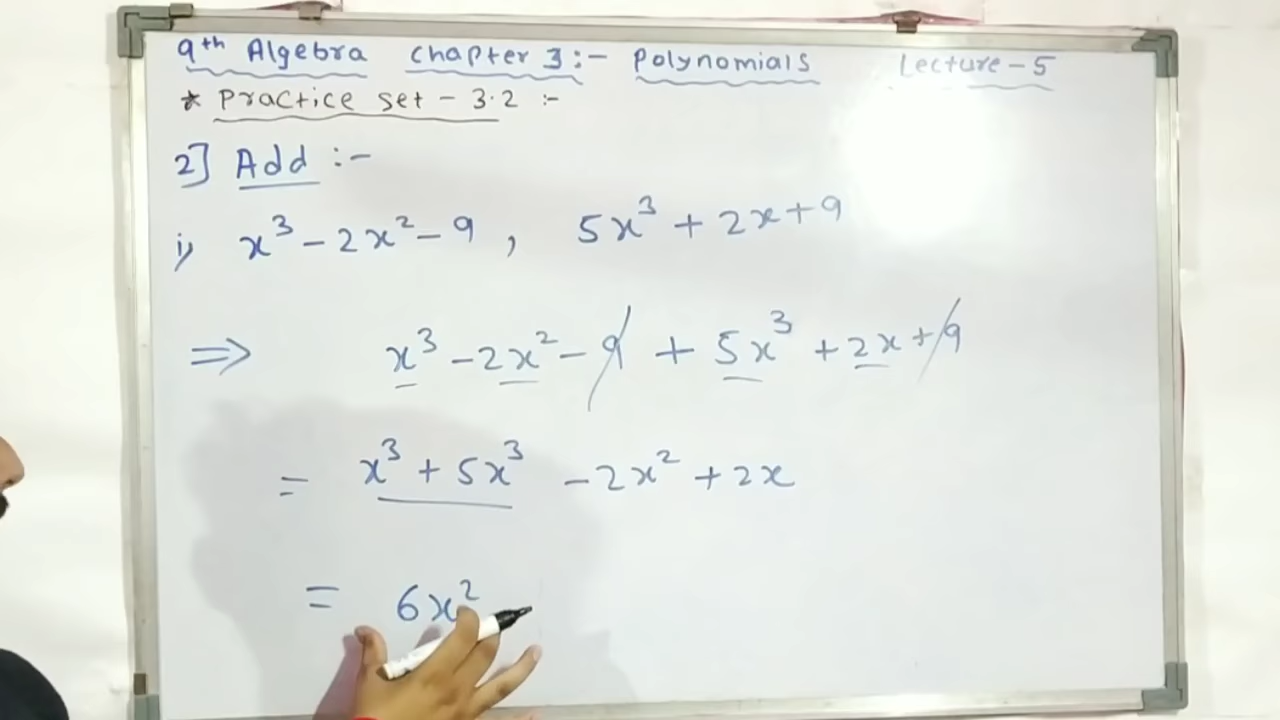 9th Algebra Chapter 3:- Polynomials Lecture-5
* Practice set - 3.2 :-
2] Add :-
i) x³ - 2x² - 9 , 5x³ + 2x + 9
⇒ x³ - 2x² - 9 + 5x³ + 2x + 9
= x³ + 5x³ - 2x² + 2x
= 6x²